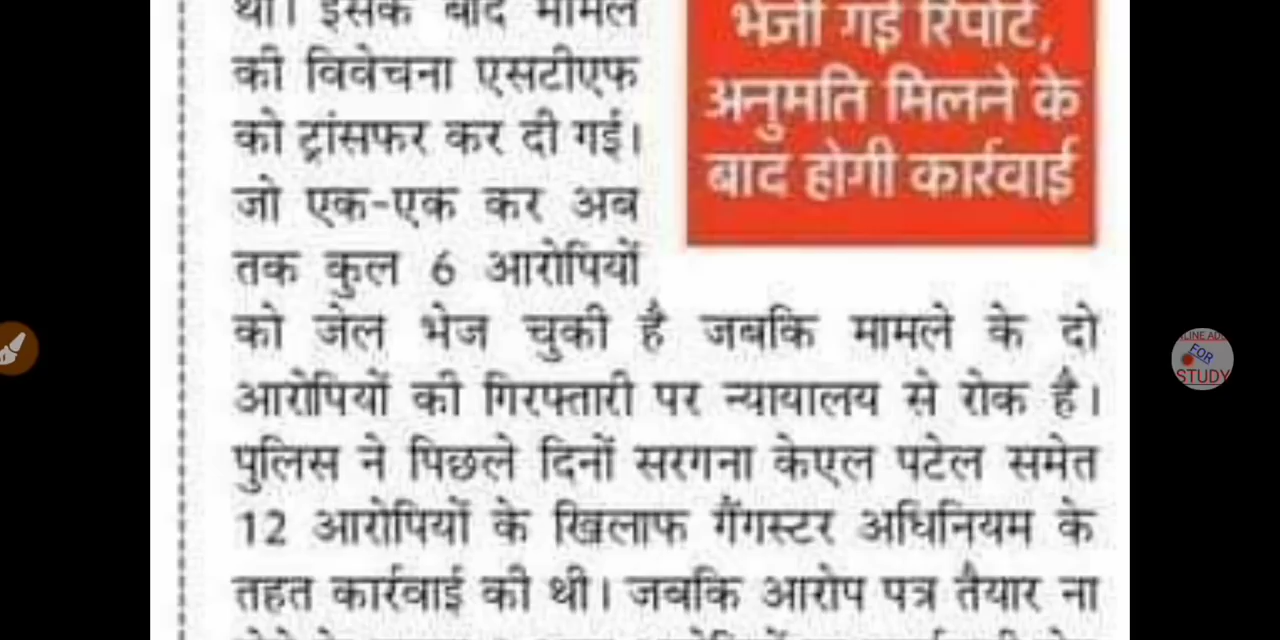 था। इसके बाद मामले
की विवेचना एसटीएफ
को ट्रांसफर कर दी गई।
जो एक-एक कर अब
तक कुल 6 आरोपियों
को जेल भेज चुकी है जबकि मामले के दो
आरोपियों की गिरफ्तारी पर न्यायालय से रोक है।
पुलिस ने पिछले दिनों सरगना केएल पटेल समेत
12 आरोपियों के खिलाफ गैंगस्टर अधिनियम के
तहत कार्रवाई की थी। जबकि आरोप पत्र तैयार ना
भेजी गई रिपोर्ट,
अनुमति मिलने के
बाद होगी कार्रवाई
FOR
STUDY